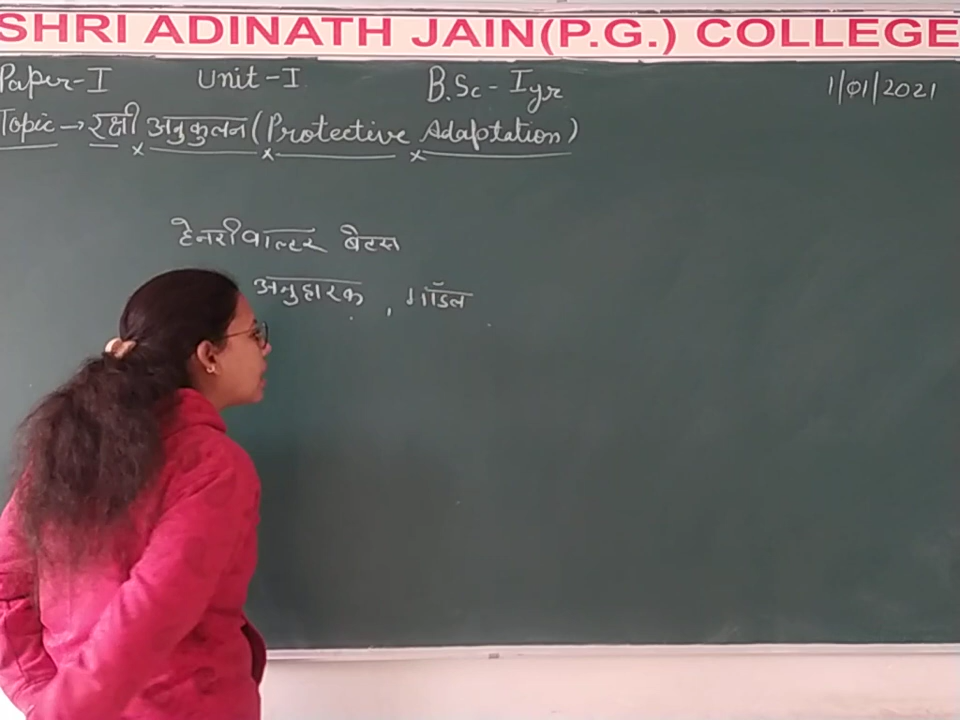 SHRI ADINATH JAIN(P.G.) COLLEGE
Paper-I Unit-I B.Sc-Iyr 1/01/2021
Topic → रक्षी अनुकुलन (Protective Adaptation)
हेनरीवाल्टर बेटस
अनुहारक , मॉडल